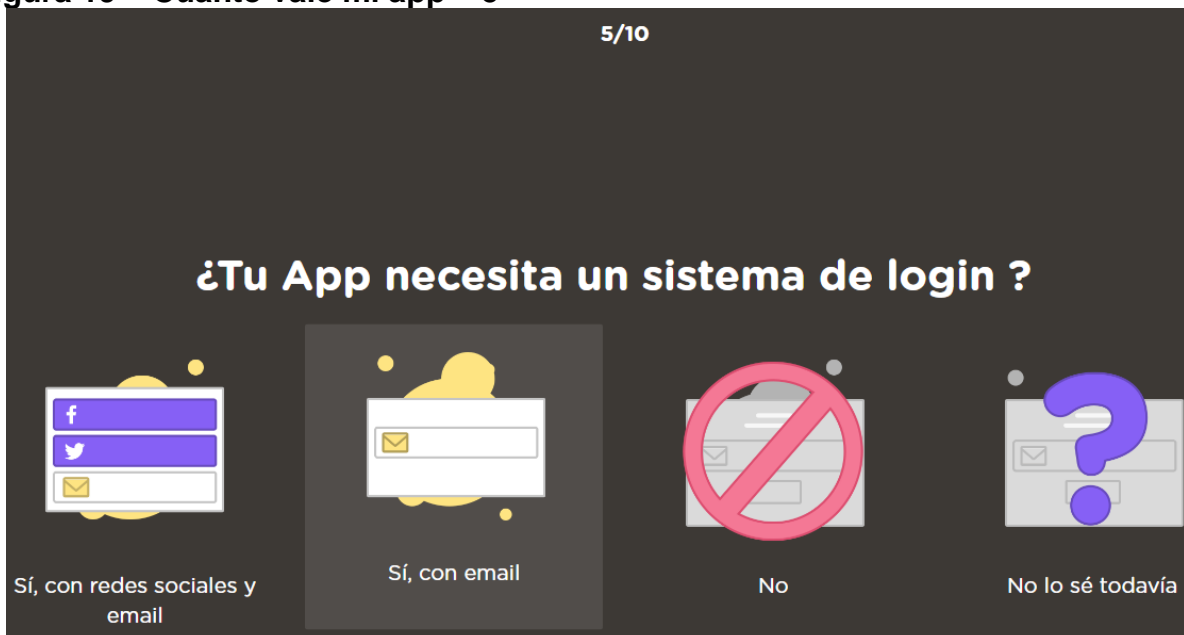 5/10
¿Tu App necesita un sistema de login ?
Sí, con redes sociales y
email
Sí, con email
No
No lo sé todavía